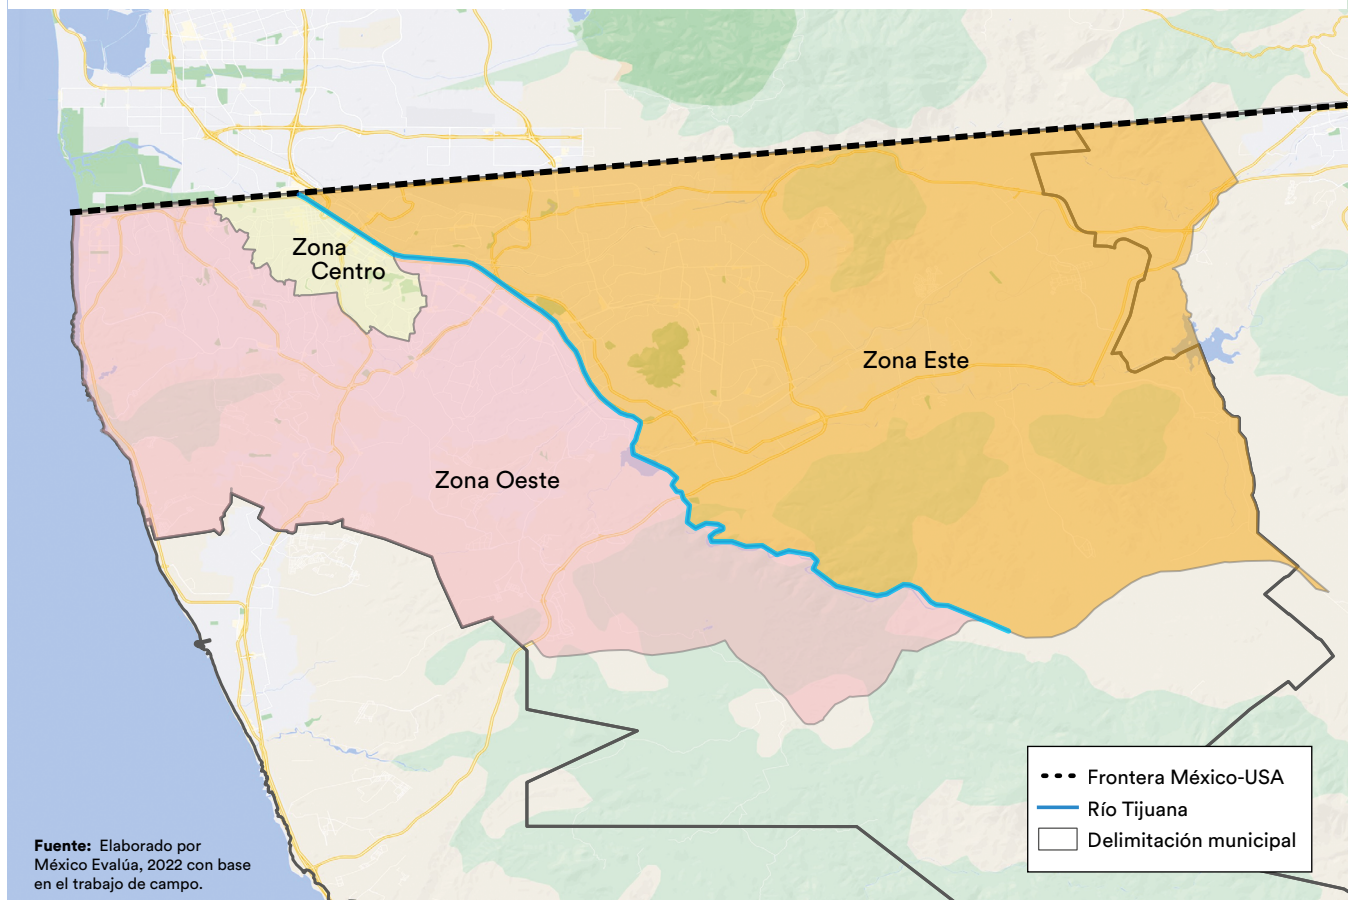 Zona
Centro
Zona Este
Zona Oeste
Frontera México-USA
Río Tijuana
Delimitación municipal
Fuente: Elaborado por
México Evalúa, 2022 con base
en el trabajo de campo.